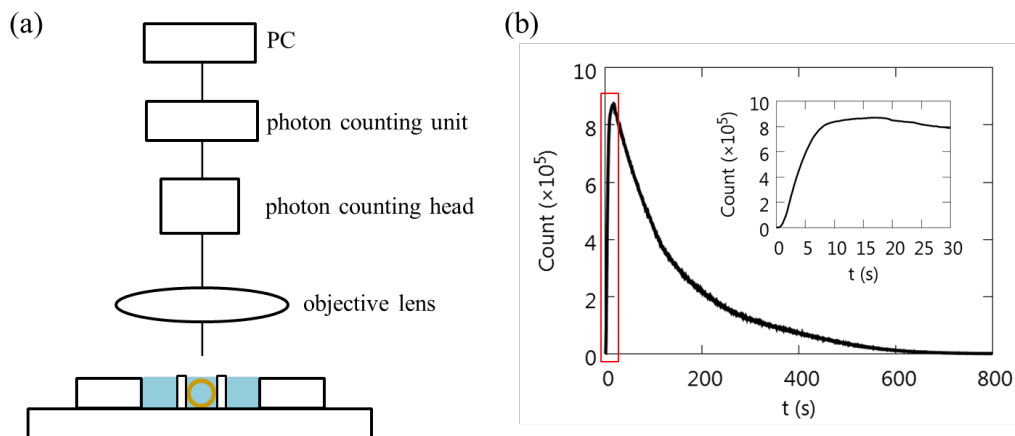 (a)
PC
photon counting unit
photon counting head
objective lens
(b)
Count (×10⁵)
10
8
6
4
2
0
0 200 400 600 800
t (s)
Count (×10⁵)
10
8
6
4
2
0
0 5 10 15 20 25 30
t (s)